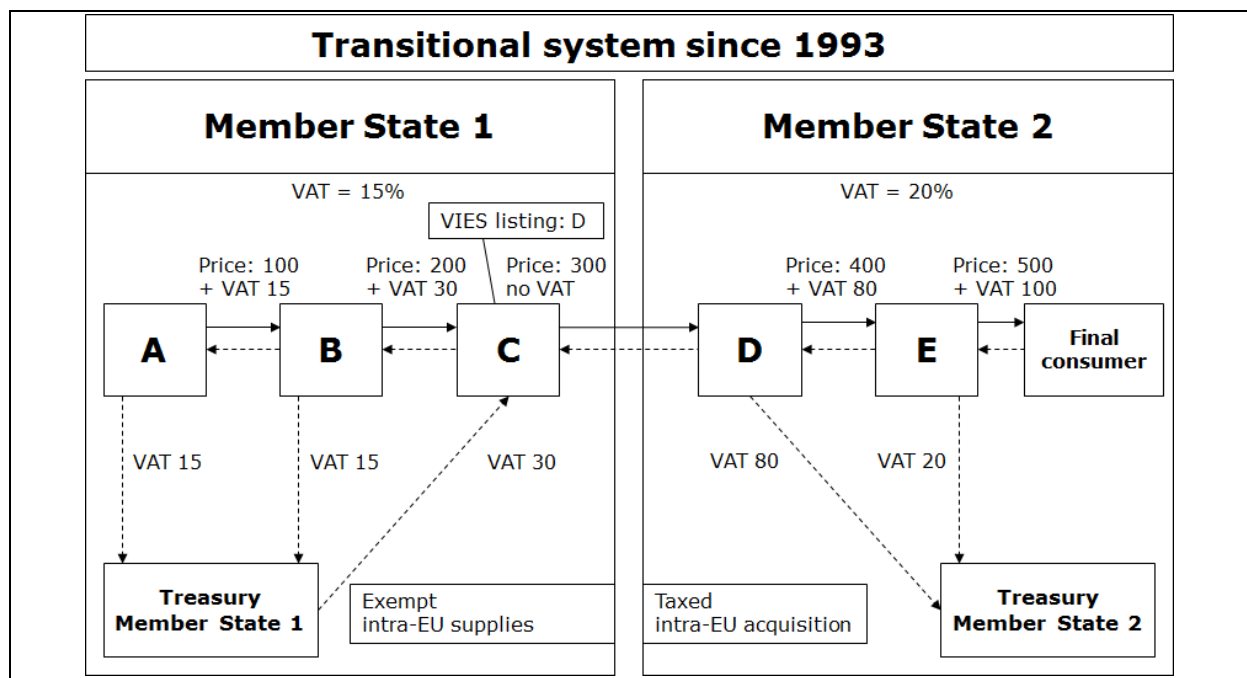 Transitional system since 1993
Member State 1
VAT = 15%
VIES listing: D
Price: 100
+ VAT 15
Price: 200
+ VAT 30
Price: 300
no VAT
A
B
C
VAT 15
VAT 15
VAT 30
Treasury
Member State 1
Exempt
intra-EU supplies
Member State 2
VAT = 20%
Price: 400
+ VAT 80
Price: 500
+ VAT 100
D
E
Final
consumer
VAT 80
VAT 20
Taxed
intra-EU acquisition
Treasury
Member State 2